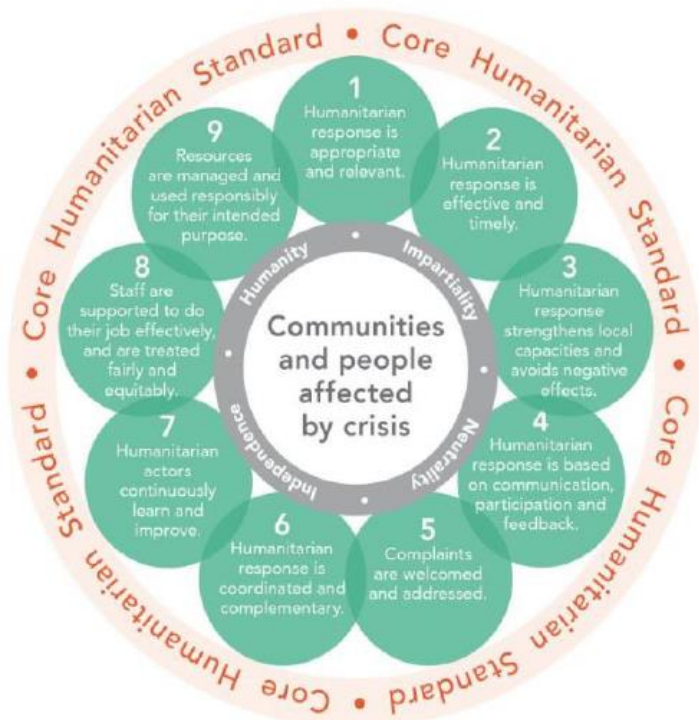 Core Humanitarian Standard • Core Humanitarian Standard • Core Humanitarian Standard • Core Humanitarian Standard •
1
Humanitarian
response is
appropriate
and relevant.
2
Humanitarian
response is
effective and
timely.
3
Humanitarian
response
strengthens local
capacities and
avoids negative
effects.
4
Humanitarian
response is based
on communication,
participation and
feedback.
5
Complaints
are welcomed
and addressed.
6
Humanitarian
response is
coordinated and
complementary.
7
Humanitarian
actors
continuously
learn and
improve.
8
Staff are
supported to do
their job effectively,
and are treated
fairly and
equitably.
9
Resources
are managed and
used responsibly
for their intended
purpose.
Humanity • Impartiality • Neutrality • Independence •
Communities
and people
affected
by crisis